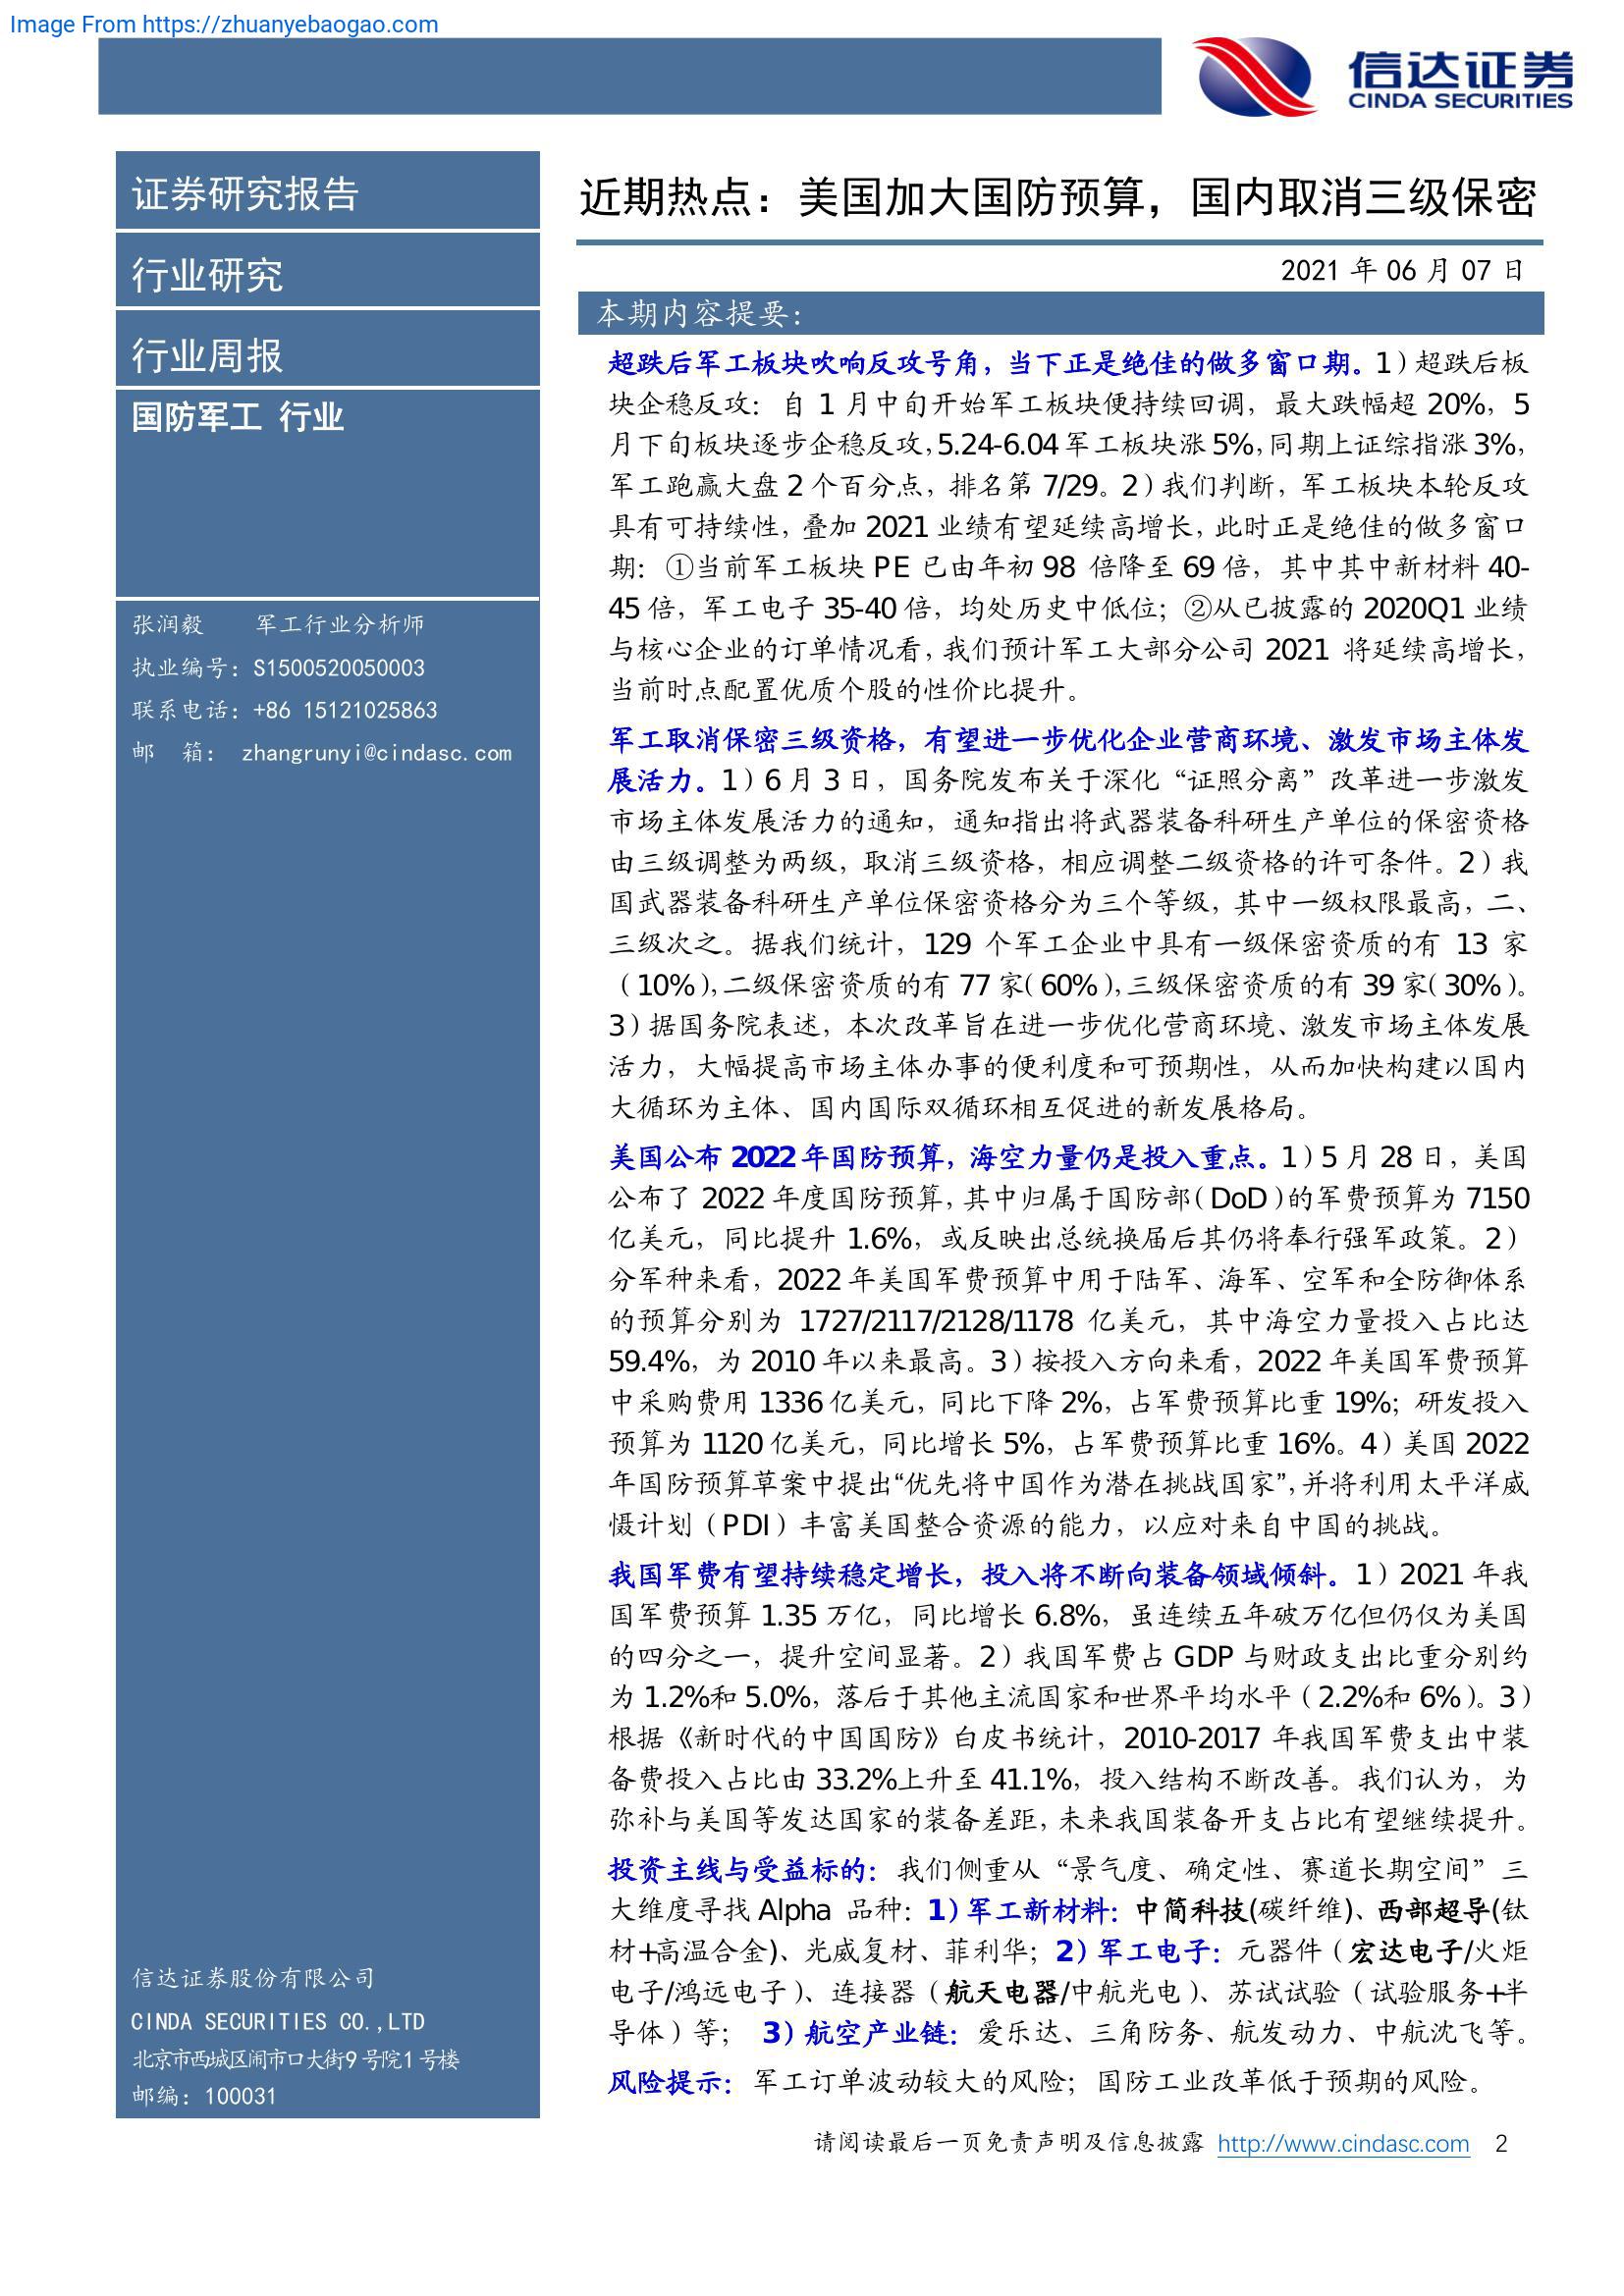 Image From https://zhuanyebaogao.com
信达证券
CINDA SECURITIES
证券研究报告
行业研究
行业周报
国防军工 行业
张润毅 军工行业分析师
执业编号：S1500520050003
联系电话：+86 15121025863
邮 箱： zhangrunyi@cindasc.com
信达证券股份有限公司
CINDA SECURITIES CO.,LTD
北京市西城区闹市口大街9号院1号楼
邮编：100031
近期热点：美国加大国防预算，国内取消三级保密
2021 年 06 月 07 日
本期内容提要：
超跌后军工板块吹响反攻号角，当下正是绝佳的做多窗口期。1）超跌后板
块企稳反攻：自 1 月中旬开始军工板块便持续回调，最大跌幅超 20%，5
月下旬板块逐步企稳反攻，5.24-6.04 军工板块涨 5%，同期上证综指涨 3%，
军工跑赢大盘 2 个百分点，排名第 7/29。2）我们判断，军工板块本轮反攻
具有可持续性，叠加 2021 业绩有望延续高增长，此时正是绝佳的做多窗口
期：①当前军工板块 PE 已由年初 98 倍降至 69 倍，其中其中新材料 40-
45 倍，军工电子 35-40 倍，均处历史中低位；②从已披露的 2020Q1 业绩
与核心企业的订单情况看，我们预计军工大部分公司 2021 将延续高增长，
当前时点配置优质个股的性价比提升。
军工取消保密三级资格，有望进一步优化企业营商环境、激发市场主体发
展活力。1）6 月 3 日，国务院发布关于深化“证照分离”改革进一步激发
市场主体发展活力的通知，通知指出将武器装备科研生产单位的保密资格
由三级调整为两级，取消三级资格，相应调整二级资格的许可条件。2）我
国武器装备科研生产单位保密资格分为三个等级，其中一级权限最高，二、
三级次之。据我们统计，129 个军工企业中具有一级保密资质的有 13 家
（10%），二级保密资质的有 77 家（60%），三级保密资质的有 39 家（30%）。
3）据国务院表述，本次改革旨在进一步优化营商环境、激发市场主体发展
活力，大幅提高市场主体办事的便利度和可预期性，从而加快构建以国内
大循环为主体、国内国际双循环相互促进的新发展格局。
美国公布 2022 年国防预算，海空力量仍是投入重点。1）5 月 28 日，美国
公布了 2022 年度国防预算，其中归属于国防部（DoD）的军费预算为 7150
亿美元，同比提升 1.6%，或反映出总统换届后其仍将奉行强军政策。2）
分军种来看，2022 年美国军费预算中用于陆军、海军、空军和全防御体系
的预算分别为 1727/2117/2128/1178 亿美元，其中海空力量投入占比达
59.4%，为 2010 年以来最高。3）按投入方向来看，2022 年美国军费预算
中采购费用 1336 亿美元，同比下降 2%，占军费预算比重 19%；研发投入
预算为 1120 亿美元，同比增长 5%，占军费预算比重 16%。4）美国 2022
年国防预算草案中提出“优先将中国作为潜在挑战国家”，并将利用太平洋威
慑计划（PDI）丰富美国整合资源的能力，以应对来自中国的挑战。
我国军费有望持续稳定增长，投入将不断向装备领域倾斜。1）2021 年我
国军费预算 1.35 万亿，同比增长 6.8%，虽连续五年破万亿但仍仅为美国
的四分之一，提升空间显著。2）我国军费占 GDP 与财政支出比重分别约
为 1.2%和 5.0%，落后于其他主流国家和世界平均水平（2.2%和 6%）。3）
根据《新时代的中国国防》白皮书统计，2010-2017 年我国军费支出中装
备费投入占比由 33.2%上升至 41.1%，投入结构不断改善。我们认为，为
弥补与美国等发达国家的装备差距，未来我国装备开支占比有望继续提升。
投资主线与受益标的：我们侧重从“景气度、确定性、赛道长期空间”三
大维度寻找 Alpha 品种：1）军工新材料：中简科技(碳纤维)、西部超导(钛
材+高温合金)、光威复材、菲利华；2）军工电子：元器件（宏达电子/火炬
电子/鸿远电子）、连接器（航天电器/中航光电）、苏试试验（试验服务+半
导体）等； 3）航空产业链：爱乐达、三角防务、航发动力、中航沈飞等。
风险提示：军工订单波动较大的风险；国防工业改革低于预期的风险。
请阅读最后一页免责声明及信息披露 http://www.cindasc.com 2